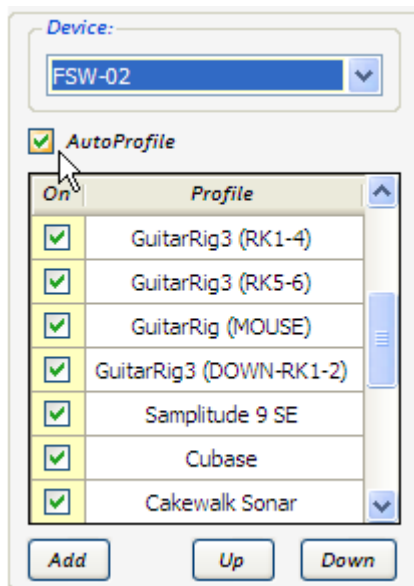 Device:
FSW-02
AutoProfile
On Profile
GuitarRig3 (RK1-4)
GuitarRig3 (RK5-6)
GuitarRig (MOUSE)
GuitarRig3 (DOWN-RK1-2)
Samplitude 9 SE
Cubase
Cakewalk Sonar
Add Up Down